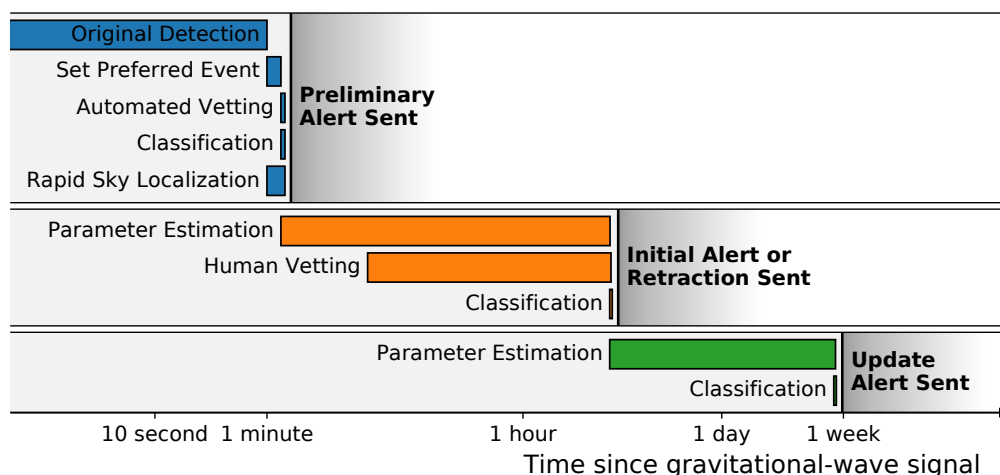 Original Detection
Set Preferred Event
Automated Vetting
Classification
Rapid Sky Localization
Preliminary
Alert Sent
Parameter Estimation
Human Vetting
Classification
Initial Alert or
Retraction Sent
Parameter Estimation
Classification
Update
Alert Sent
10 second 1 minute 1 hour 1 day 1 week
Time since gravitational-wave signal